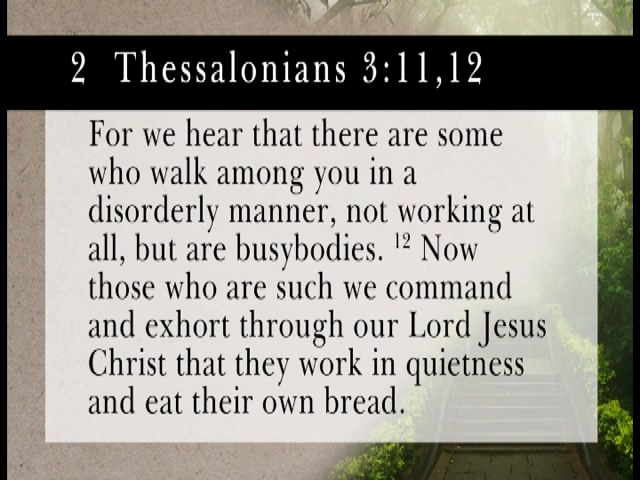 2 Thessalonians 3:11,12
For we hear that there are some
who walk among you in a
disorderly manner, not working at
all, but are busybodies. ¹² Now
those who are such we command
and exhort through our Lord Jesus
Christ that they work in quietness
and eat their own bread.